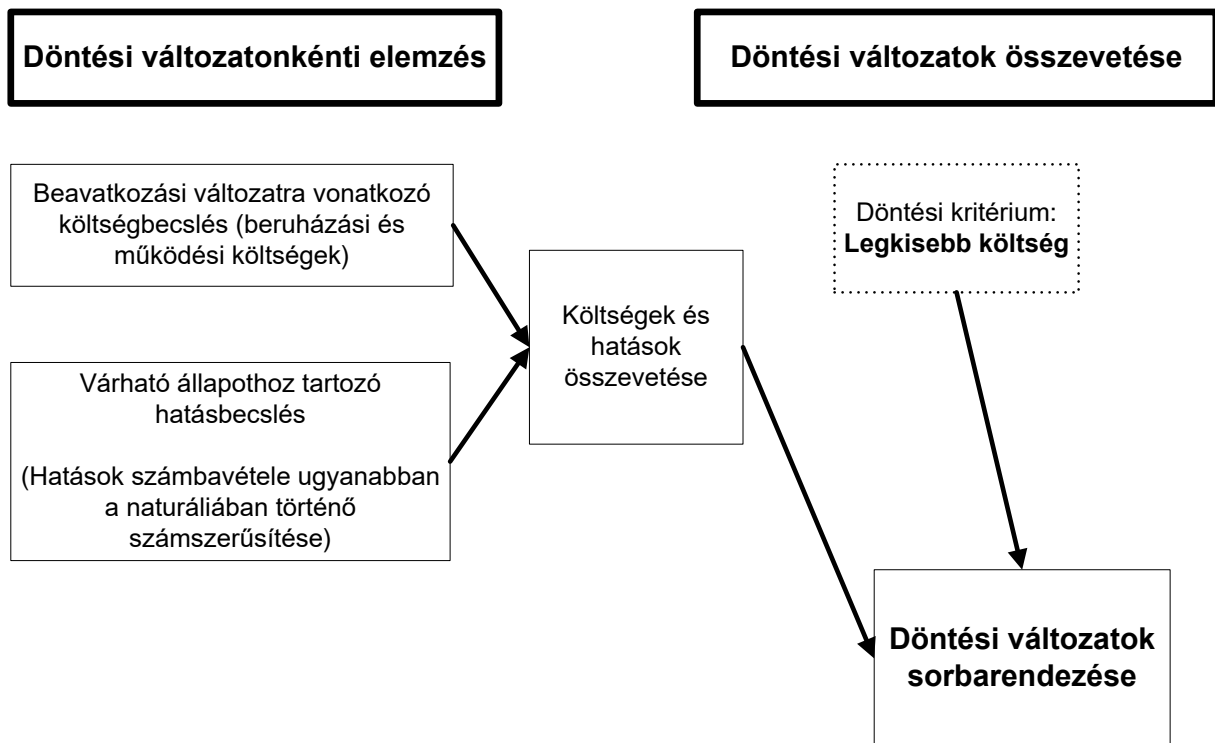 Döntési változatonkénti elemzés
Döntési változatok összevetése
Beavatkozási változatra vonatkozó
költségbecslés (beruházási és
működési költségek)
Döntési kritérium:
Legkisebb költség
Költségek és
hatások
összevetése
Várható állapothoz tartozó
hatásbecslés
(Hatások számbavétele ugyanabban
a naturáliában történő
számszerűsítése)
Döntési változatok
sorbarendezése